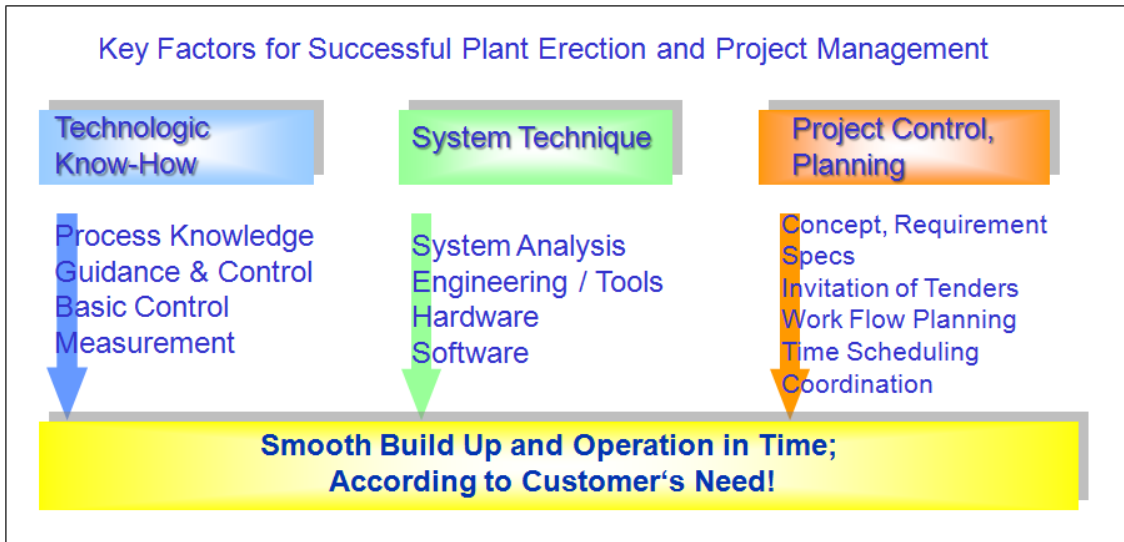 Key Factors for Successful Plant Erection and Project Management
Technologic
Know-How
System Technique
Project Control,
Planning
Process Knowledge
Guidance & Control
Basic Control
Measurement
System Analysis
Engineering / Tools
Hardware
Software
Concept, Requirement
Specs
Invitation of Tenders
Work Flow Planning
Time Scheduling
Coordination
Smooth Build Up and Operation in Time;
According to Customer‘s Need!